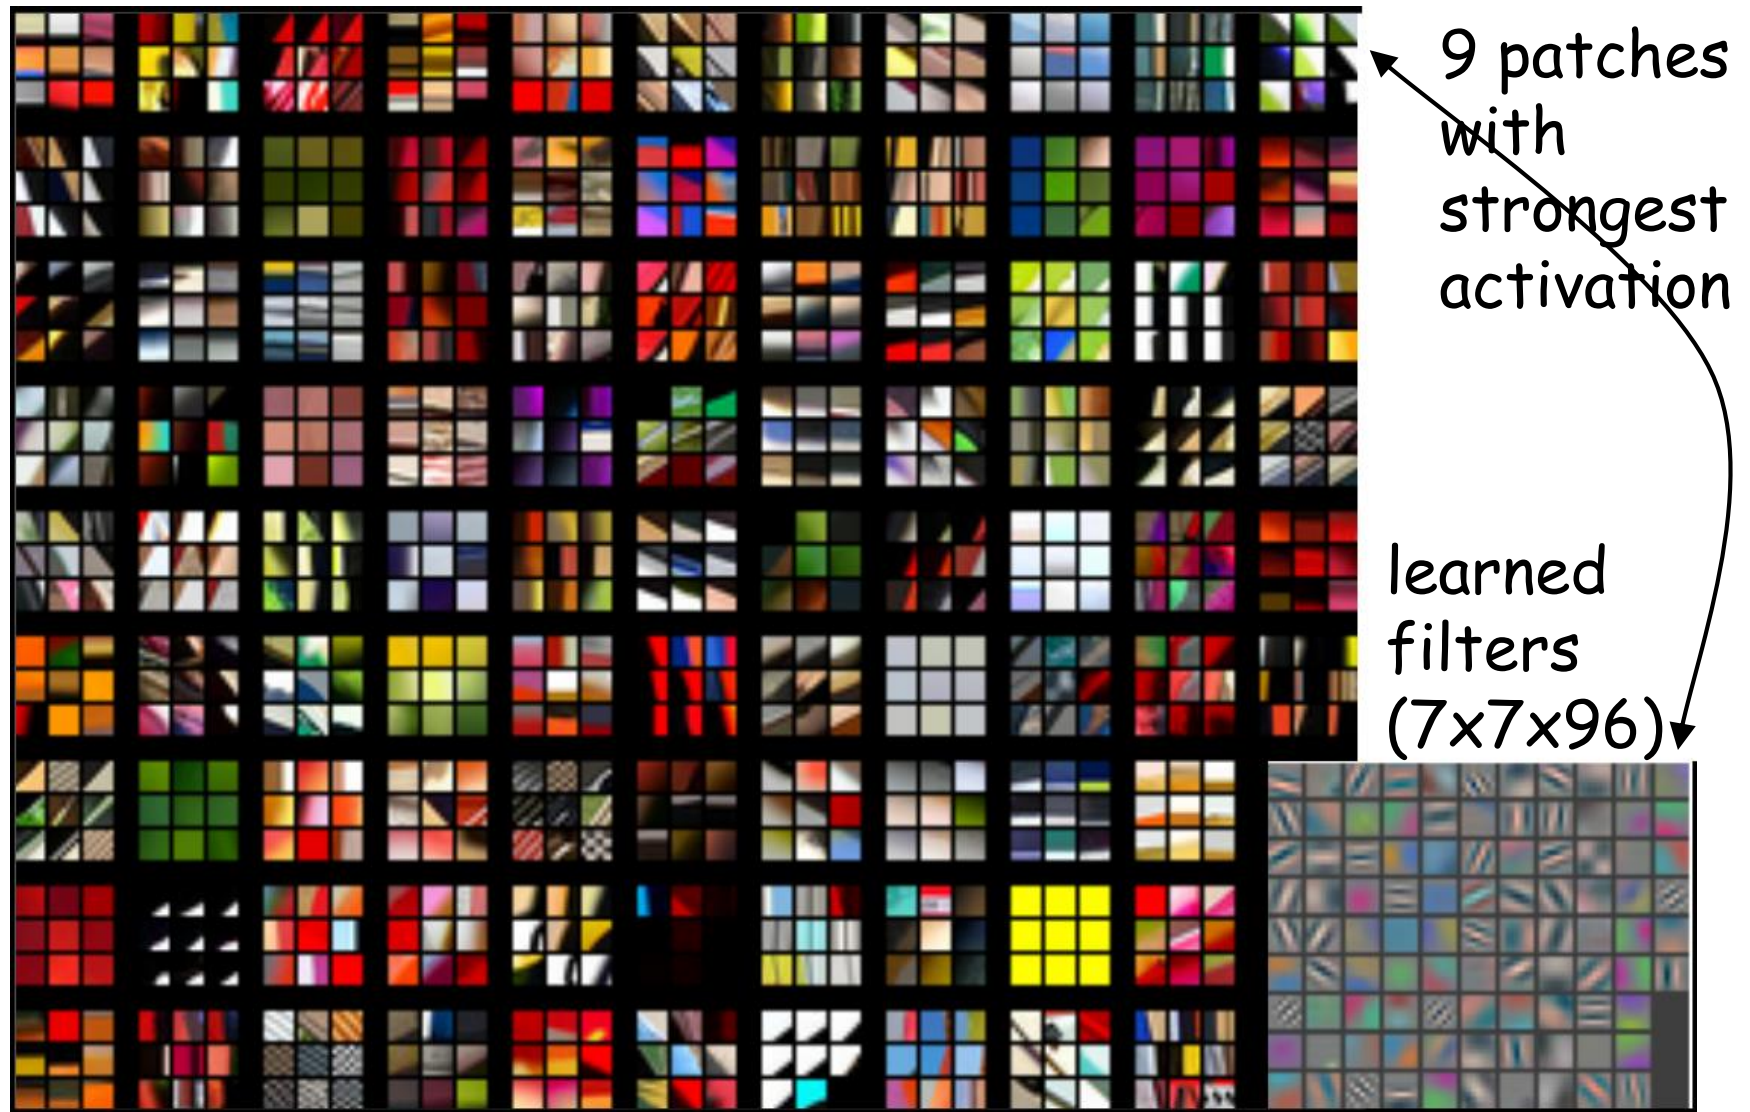 9 patches
with
strongest
activation
learned
filters
(7x7x96)